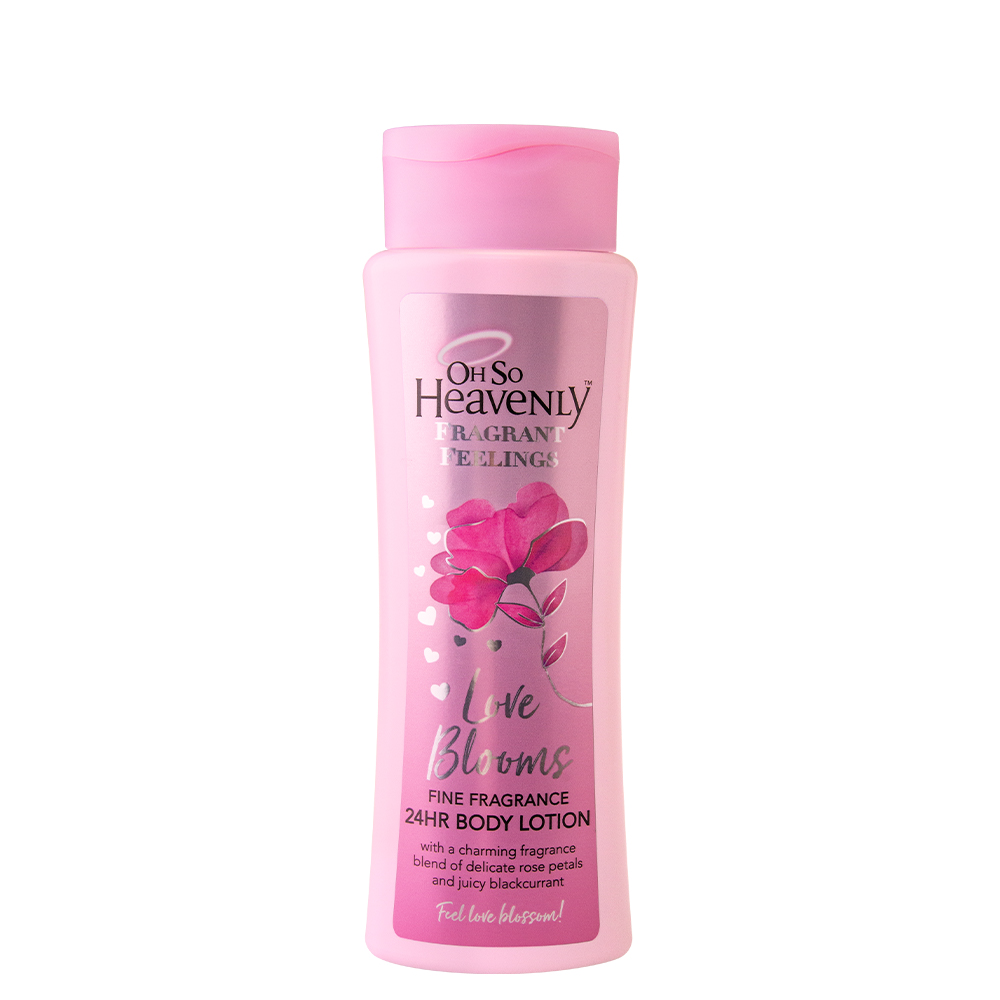 OH SO
HEAVENLY™
FRAGRANT
FEELINGS
Love
Blooms
FINE FRAGRANCE
24HR BODY LOTION
with a charming fragrance
blend of delicate rose petals
and juicy blackcurrant
Feel love blossom!